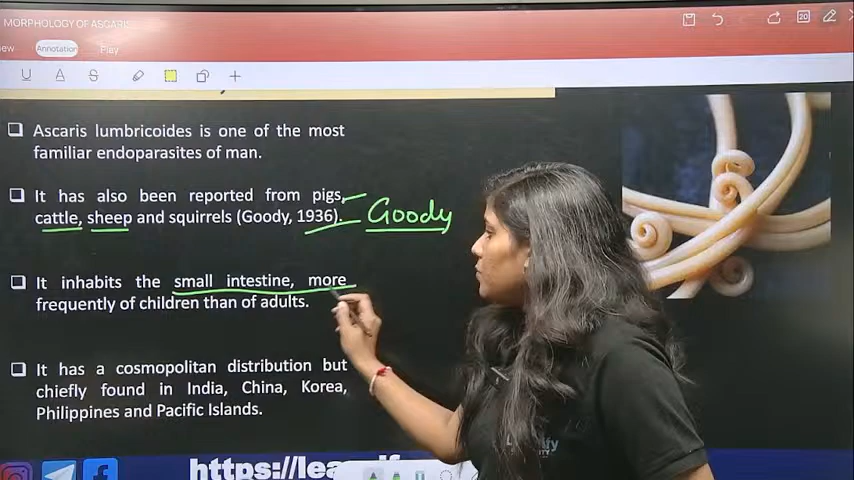 MORPHOLOGY OF ASCARIS
Annotation
Play
20
U A S
❑ Ascaris lumbricoides is one of the most
familiar endoparasites of man.
❑ It has also been reported from pigs,
cattle, sheep and squirrels (Goody, 1936).
Goody
❑ It inhabits the small intestine, more
frequently of children than of adults.
❑ It has a cosmopolitan distribution but
chiefly found in India, China, Korea,
Philippines and Pacific Islands.